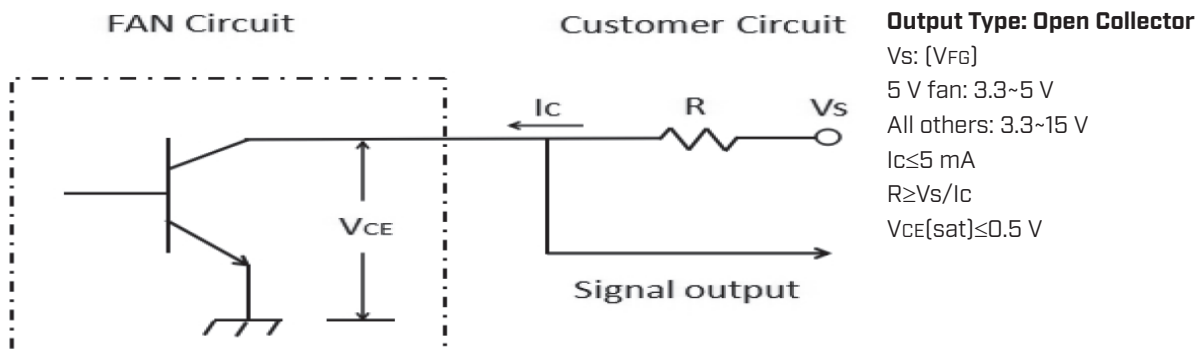 FAN Circuit
Customer Circuit
Ic
R
Vs
VCE
Signal output
Output Type: Open Collector
Vs: (VFG)
5 V fan: 3.3~5 V
All others: 3.3~15 V
Ic≤5 mA
R≥Vs/Ic
VCE(sat)≤0.5 V